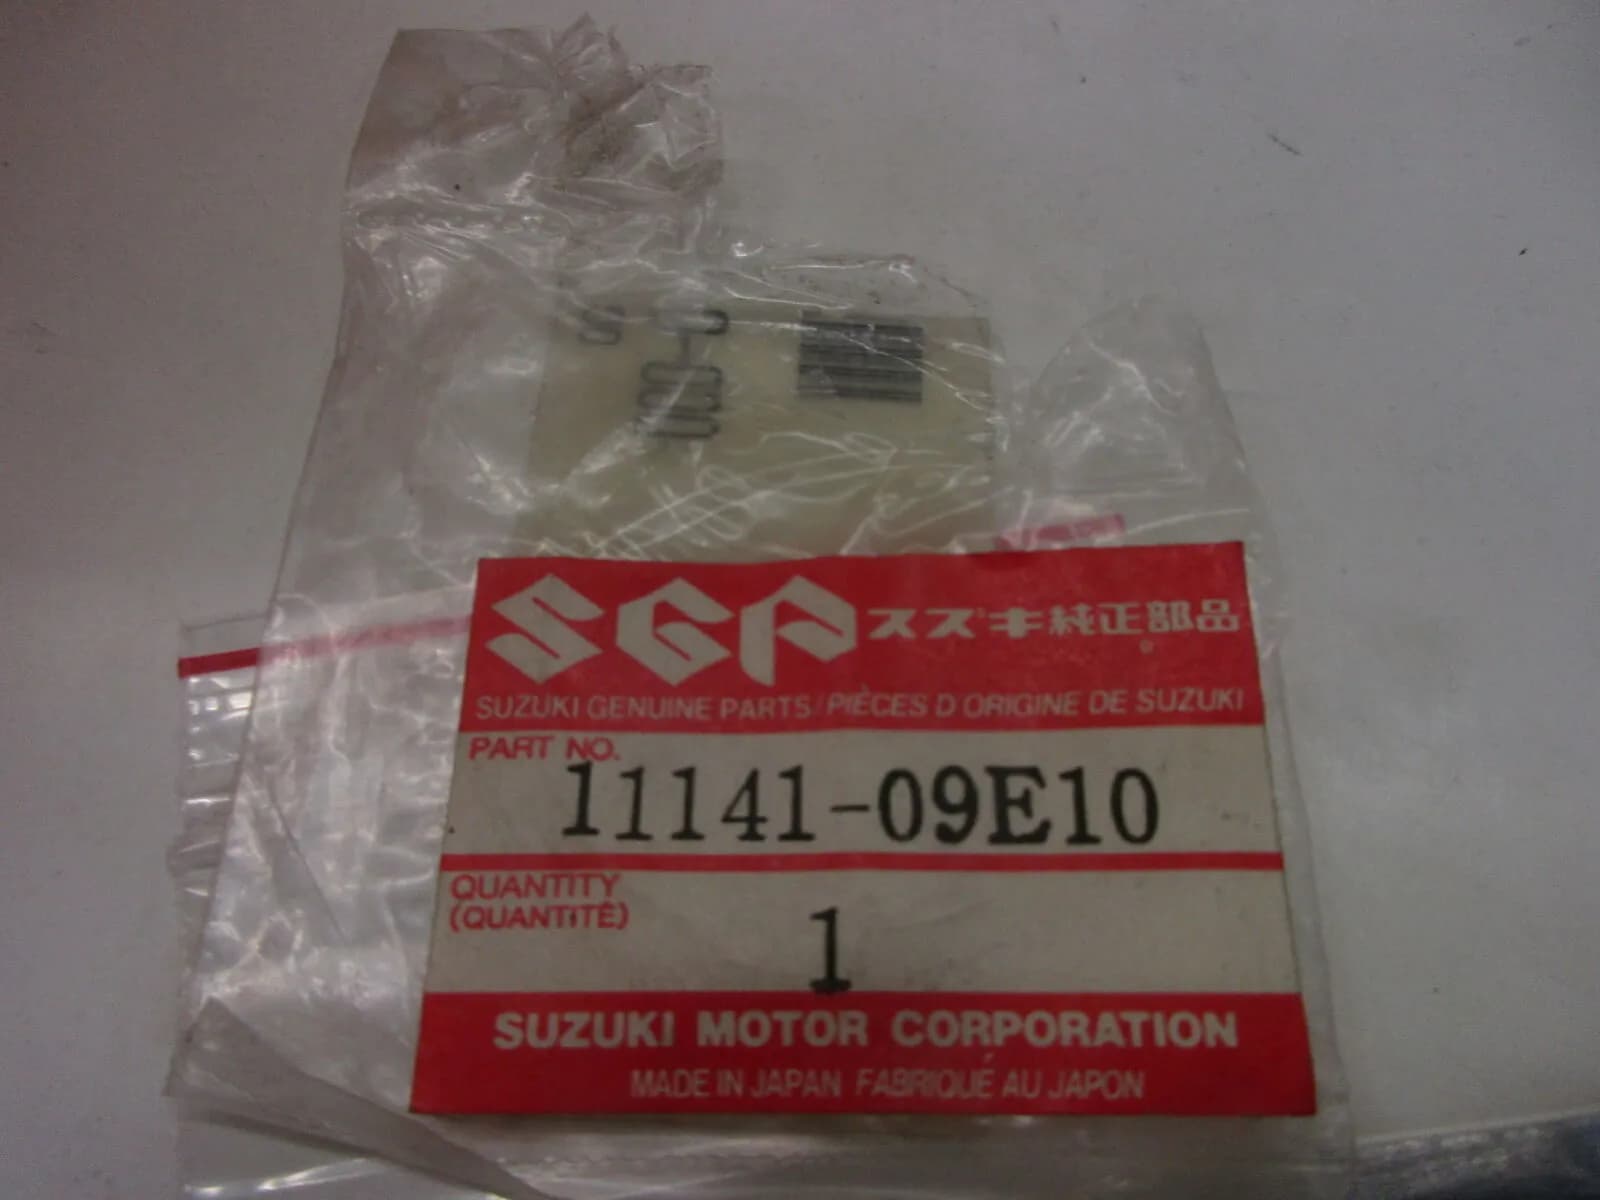 SGP スズキ純正部品
SUZUKI GENUINE PARTS/PIÈCES D'ORIGINE DE SUZUKI
PART NO.
11141-09E10
QUANTITY
(QUANTITÉ)
1
SUZUKI MOTOR CORPORATION
MADE IN JAPAN FABRIQUÉ AU JAPON